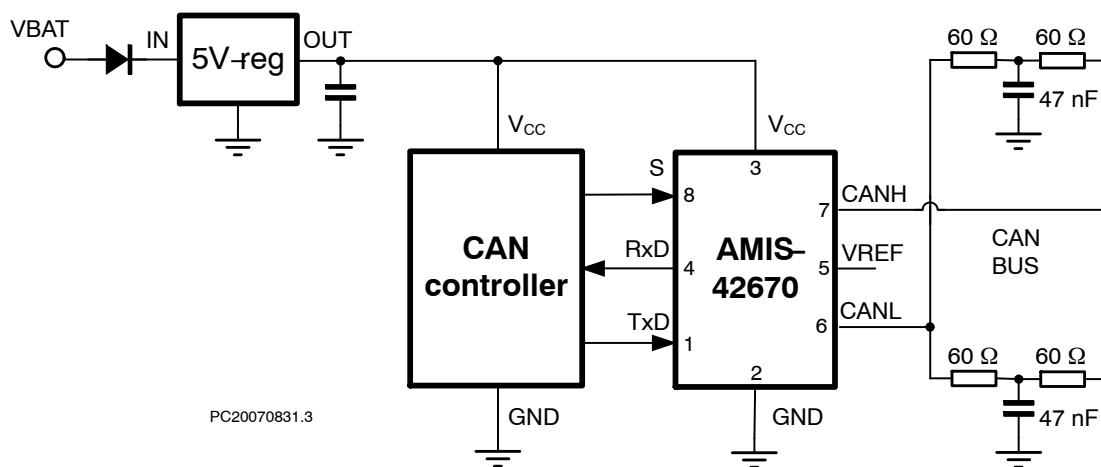 VBAT
IN
5V-reg
OUT
60 Ω
60 Ω
47 nF
VCC
VCC
S
3
8
CANH
7
CAN
controller
RxD
4
AMIS-
42670
VREF
5
CAN
BUS
CANL
6
TxD
1
2
60 Ω
60 Ω
47 nF
GND
GND
PC20070831.3